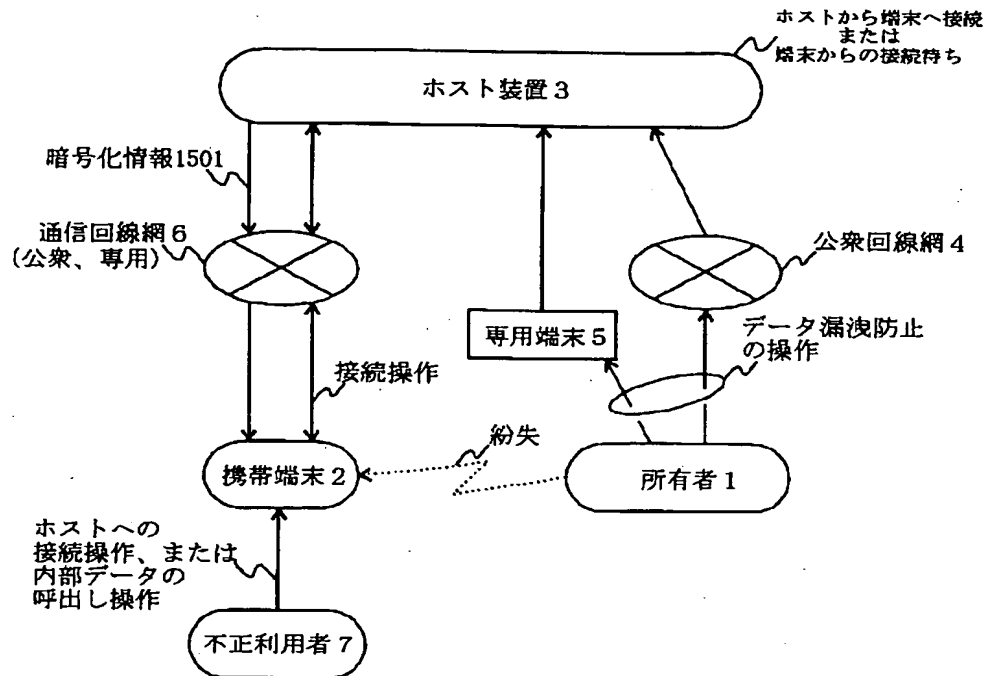 ホストから端末へ接続
または
端末からの接続待ち
ホスト装置3
暗号化情報1501
通信回線網6
(公衆、専用)
公衆回線網4
専用端末5
データ漏洩防止
の操作
接続操作
紛失
携帯端末2
所有者1
ホストへの
接続操作、または
内部データの
呼出し操作
不正利用者7